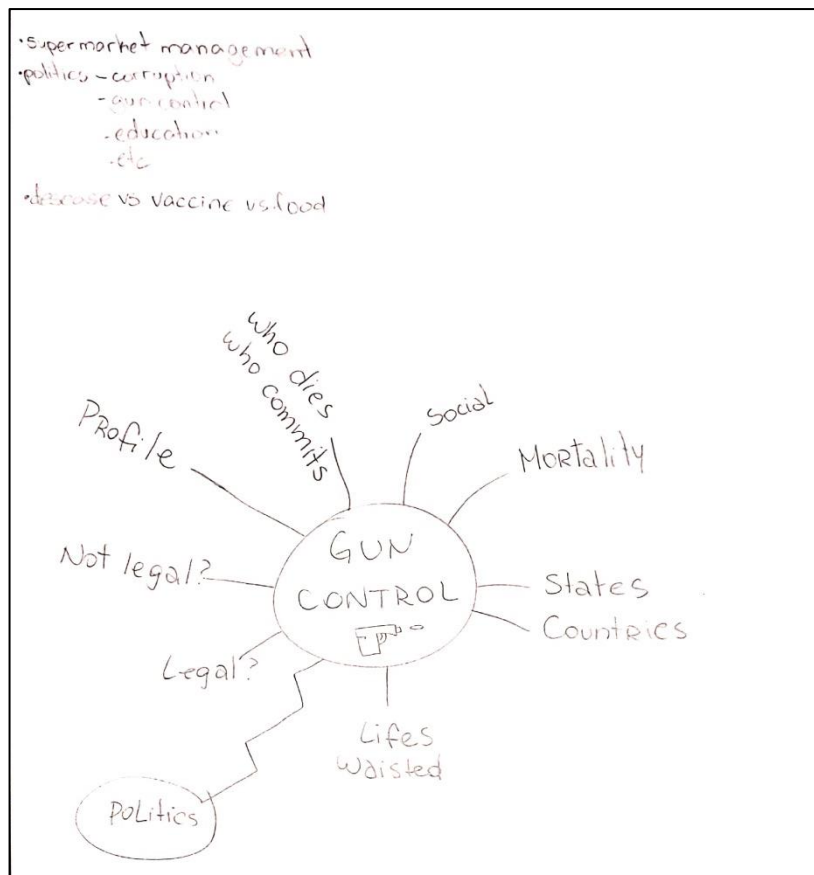 •supermarket management
•politics - corruption
- gun control
- education
- etc
•desease vs vaccine vs. food
who dies
who commits
Social
PROfile
MORtality
Not legal?
GUN
CONTROL
States
Countries
Legal?
Lifes
Waisted
PoLitics